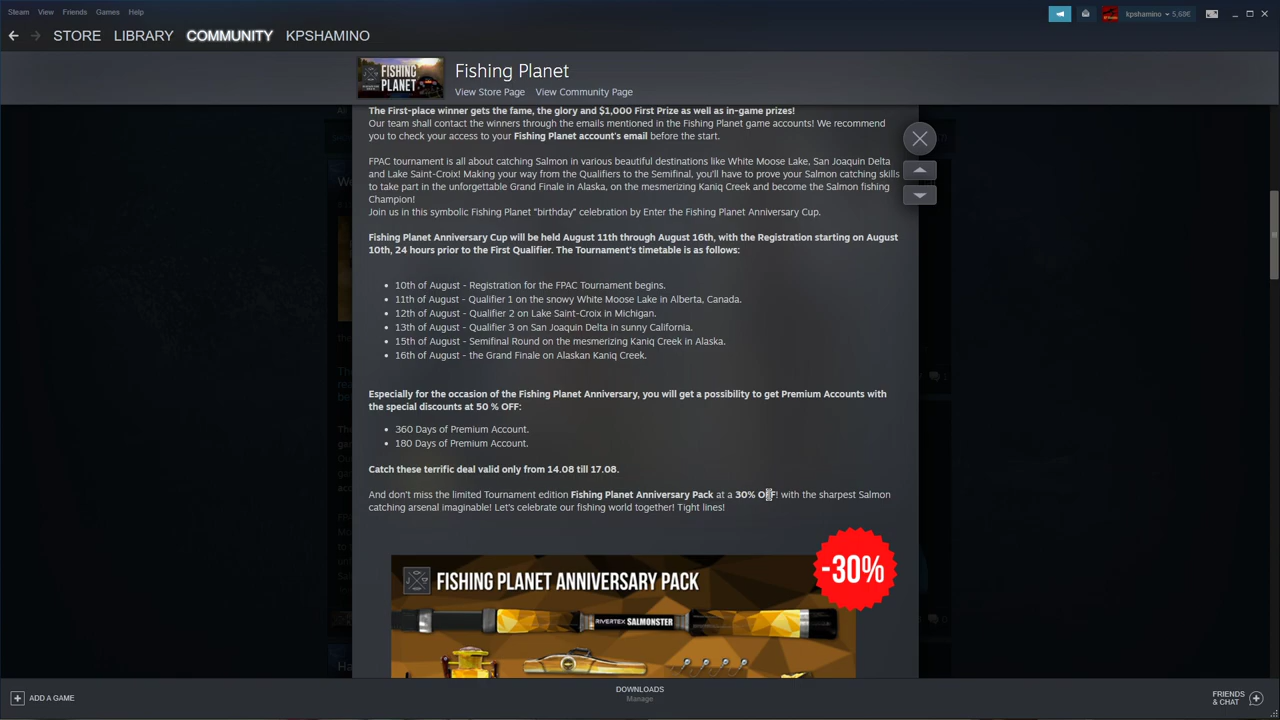 Steam View Friends Games Help
kpshamino 5,68€
STORE LIBRARY COMMUNITY KPSHAMINO
FISHING PLANET
Fishing Planet
View Store Page View Community Page
The First-place winner gets the fame, the glory and $1,000 First Prize as well as in-game prizes!
Our team shall contact the winners through the emails mentioned in the Fishing Planet game accounts! We recommend
you to check your access to your Fishing Planet account's email before the start.
FPAC tournament is all about catching Salmon in various beautiful destinations like White Moose Lake, San Joaquin Delta
and Lake Saint-Croix! Making your way from the Qualifiers to the Semifinal, you'll have to prove your Salmon catching skills
to take part in the unforgettable Grand Finale in Alaska, on the mesmerizing Kaniq Creek and become the Salmon fishing
Champion!
Join us in this symbolic Fishing Planet "birthday" celebration by Enter the Fishing Planet Anniversary Cup.
Fishing Planet Anniversary Cup will be held August 11th through August 16th, with the Registration starting on August
10th, 24 hours prior to the First Qualifier. The Tournament's timetable is as follows:
• 10th of August - Registration for the FPAC Tournament begins.
• 11th of August - Qualifier 1 on the snowy White Moose Lake in Alberta, Canada.
• 12th of August - Qualifier 2 on Lake Saint-Croix in Michigan.
• 13th of August - Qualifier 3 on San Joaquin Delta in sunny California.
• 15th of August - Semifinal Round on the mesmerizing Kaniq Creek in Alaska.
• 16th of August - the Grand Finale on Alaskan Kaniq Creek.
Especially for the occasion of the Fishing Planet Anniversary, you will get a possibility to get Premium Accounts with
the special discounts at 50 % OFF:
• 360 Days of Premium Account.
• 180 Days of Premium Account.
Catch these terrific deal valid only from 14.08 till 17.08.
And don't miss the limited Tournament edition Fishing Planet Anniversary Pack at a 30% OFF! with the sharpest Salmon
catching arsenal imaginable! Let's celebrate our fishing world together! Tight lines!
-30%
FISHING PLANET ANNIVERSARY PACK
RIVERTEX SALMONSTER
ADD A GAME
DOWNLOADS
Manage
FRIENDS
& CHAT